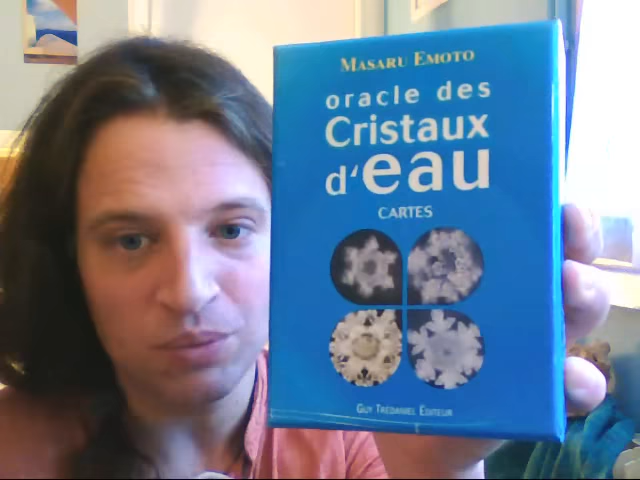 MASARU EMOTO
oracle des
Cristaux
d'eau
CARTES
GUY TRÉDANIEL ÉDITEUR